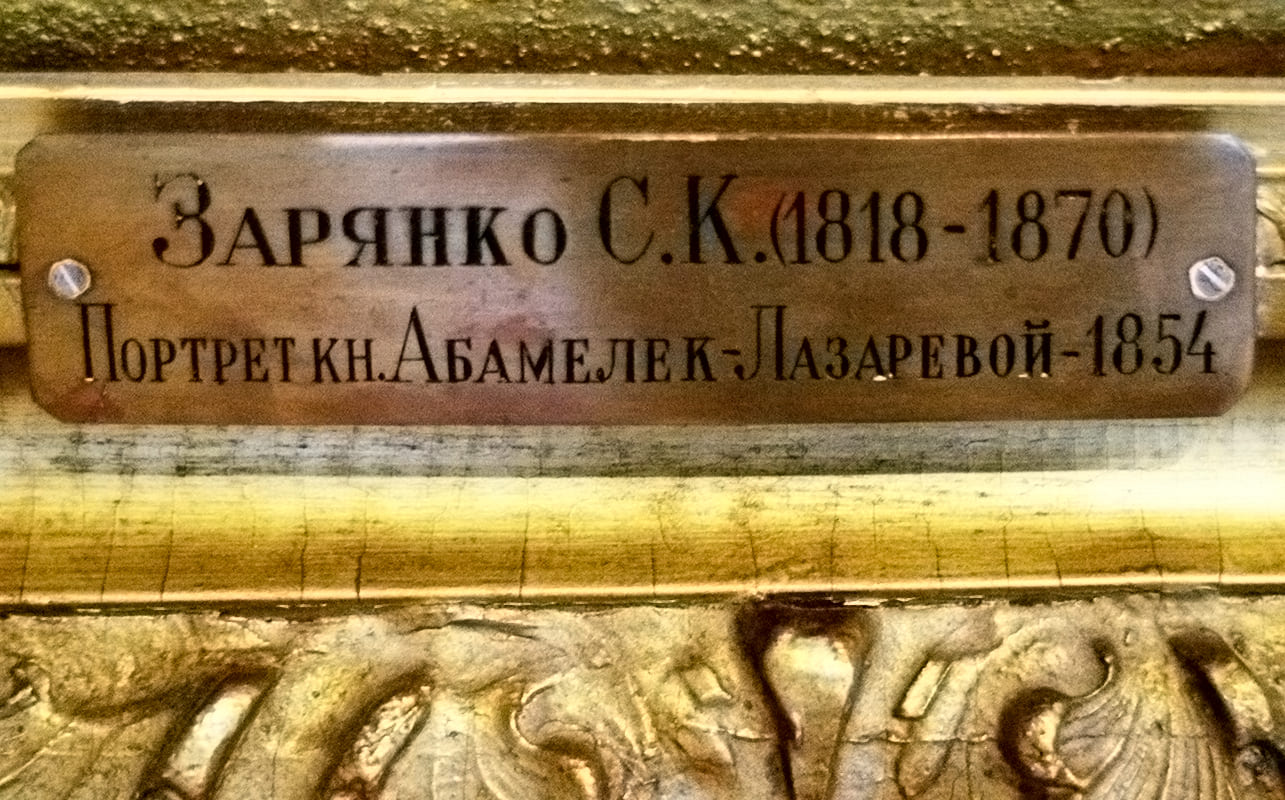 Зарянко С.К.(1818-1870)
Портрет кн.Абамелек-Лазаревой-1854